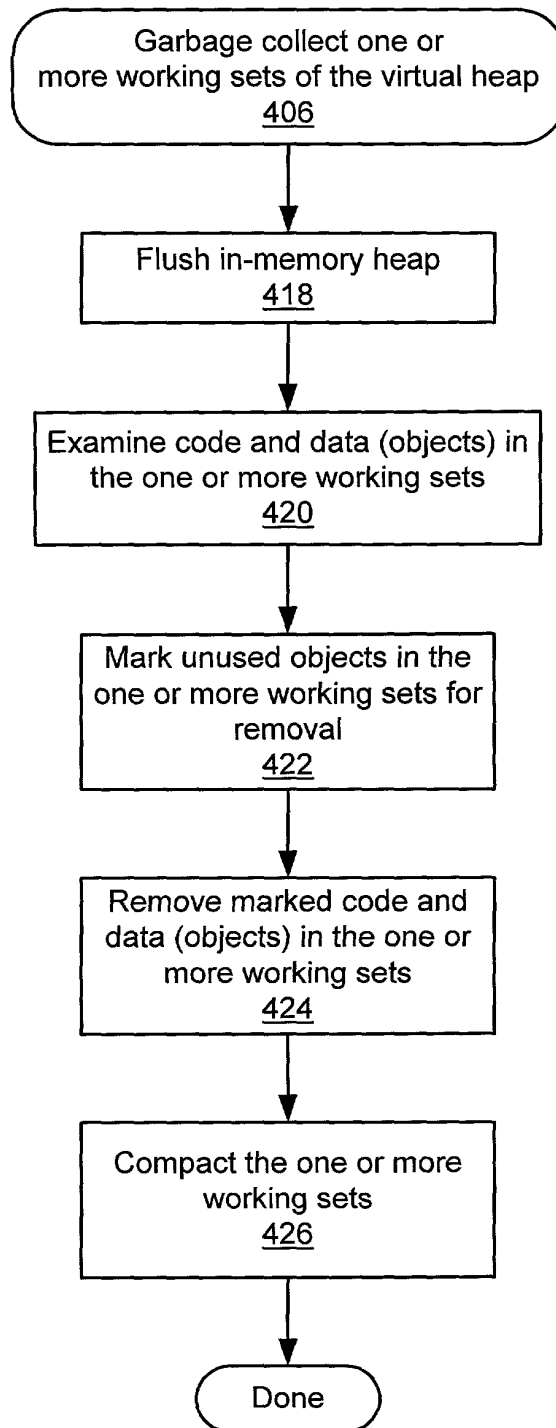 Garbage collect one or
more working sets of the virtual heap
406
Flush in-memory heap
418
Examine code and data (objects) in
the one or more working sets
420
Mark unused objects in the
one or more working sets for
removal
422
Remove marked code and
data (objects) in the one or
more working sets
424
Compact the one or more
working sets
426
Done